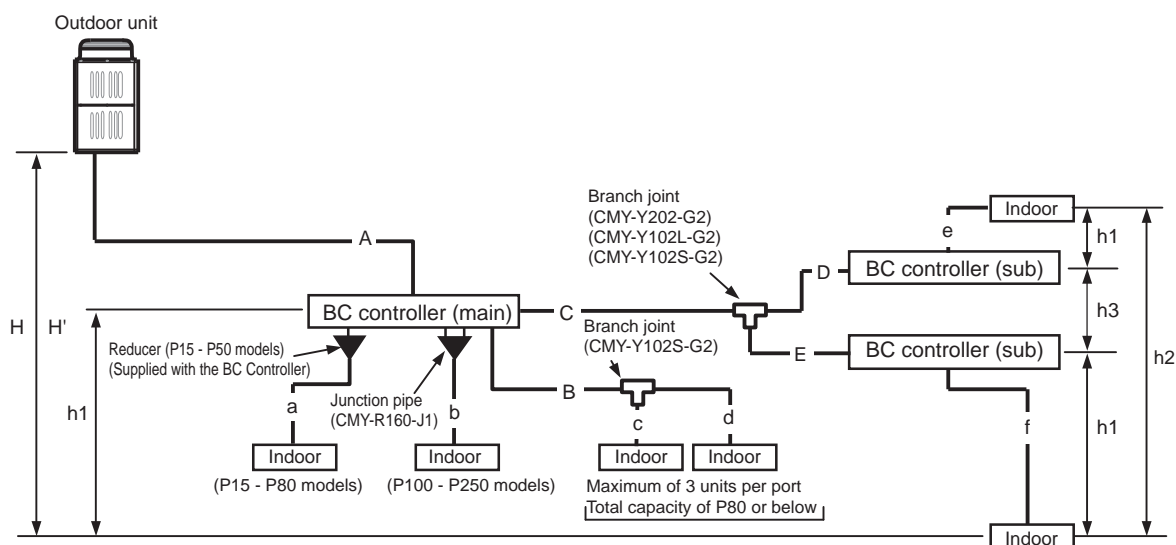 Outdoor unit
Branch joint
(CMY-Y202-G2)
(CMY-Y102L-G2)
(CMY-Y102S-G2)
Indoor
e
h1
A
D
BC controller (sub)
BC controller (main)
C
H
H'
h3
Branch joint
(CMY-Y102S-G2)
E
BC controller (sub)
Reducer (P15 - P50 models)
(Supplied with the BC Controller)
h2
h1
a
Junction pipe
(CMY-R160-J1)
b
B
c
d
f
h1
Indoor
Indoor
Indoor
Indoor
(P15 - P80 models)
(P100 - P250 models)
Maximum of 3 units per port
Total capacity of P80 or below
Indoor